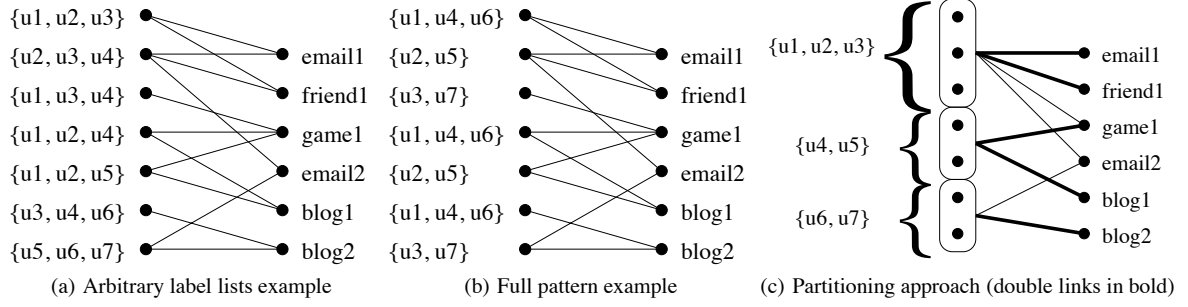 {u1, u2, u3}
{u2, u3, u4}
{u1, u3, u4}
{u1, u2, u4}
{u1, u2, u5}
{u3, u4, u6}
{u5, u6, u7}
email1
friend1
game1
email2
blog1
blog2
(a) Arbitrary label lists example
{u1, u4, u6}
{u2, u5}
{u3, u7}
{u1, u4, u6}
{u2, u5}
{u1, u4, u6}
{u3, u7}
email1
friend1
game1
email2
blog1
blog2
(b) Full pattern example
{u1, u2, u3}
{u4, u5}
{u6, u7}
email1
friend1
game1
email2
blog1
blog2
(c) Partitioning approach (double links in bold)